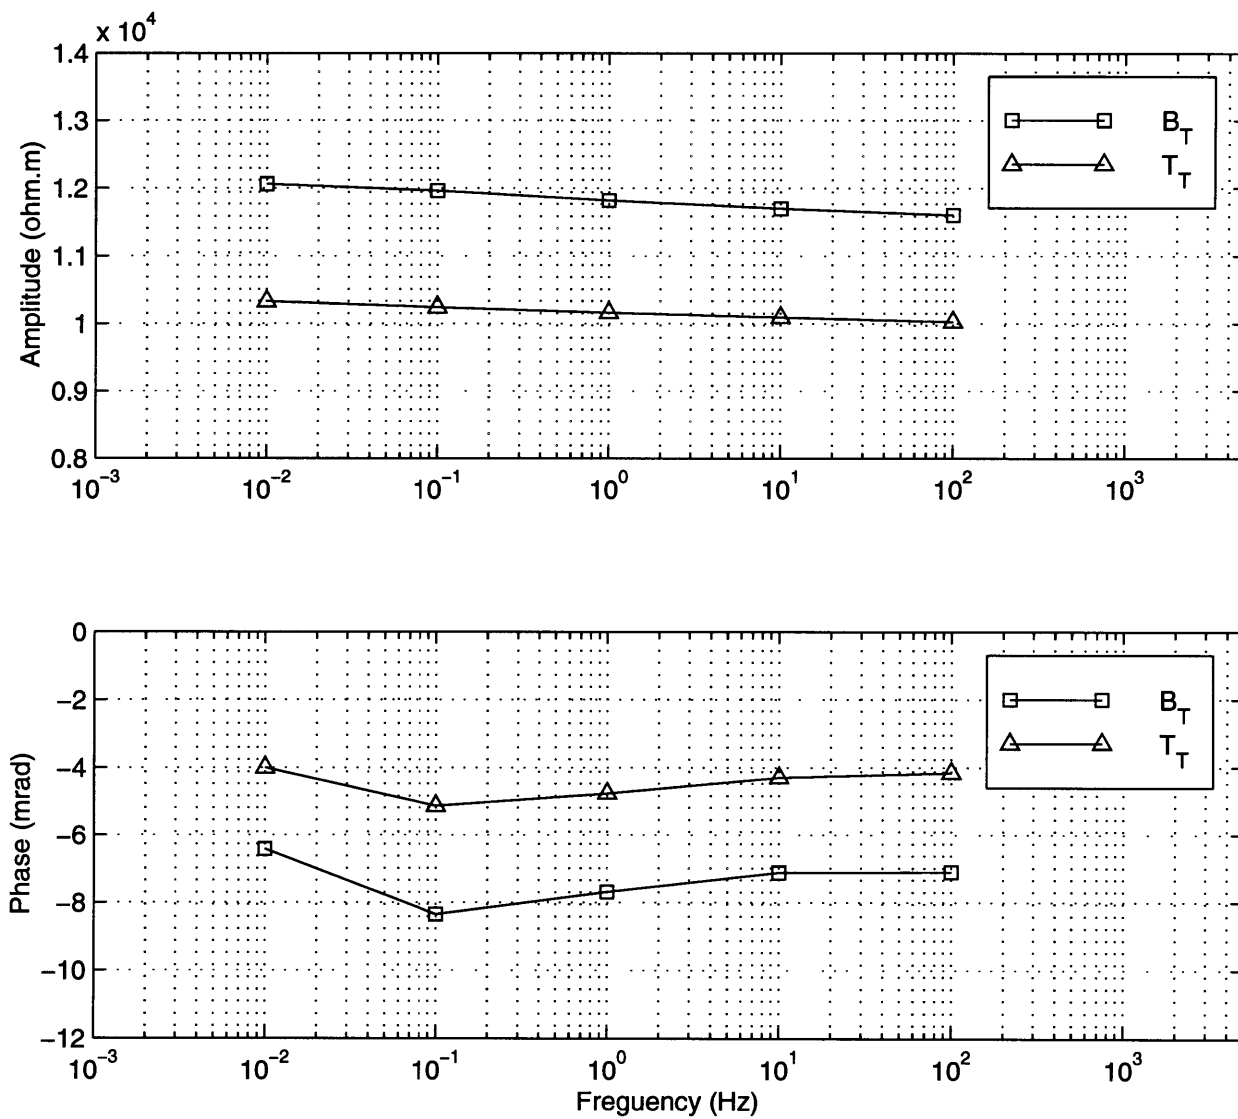 x 10^4
1.4
1.3
1.2
1.1
1
0.9
0.8
Amplitude (ohm.m)
B_T
T_T
10^−3 10^−2 10^−1 10^0 10^1 10^2 10^3
0
−2
−4
−6
−8
−10
−12
Phase (mrad)
B_T
T_T
10^−3 10^−2 10^−1 10^0 10^1 10^2 10^3
Freguency (Hz)